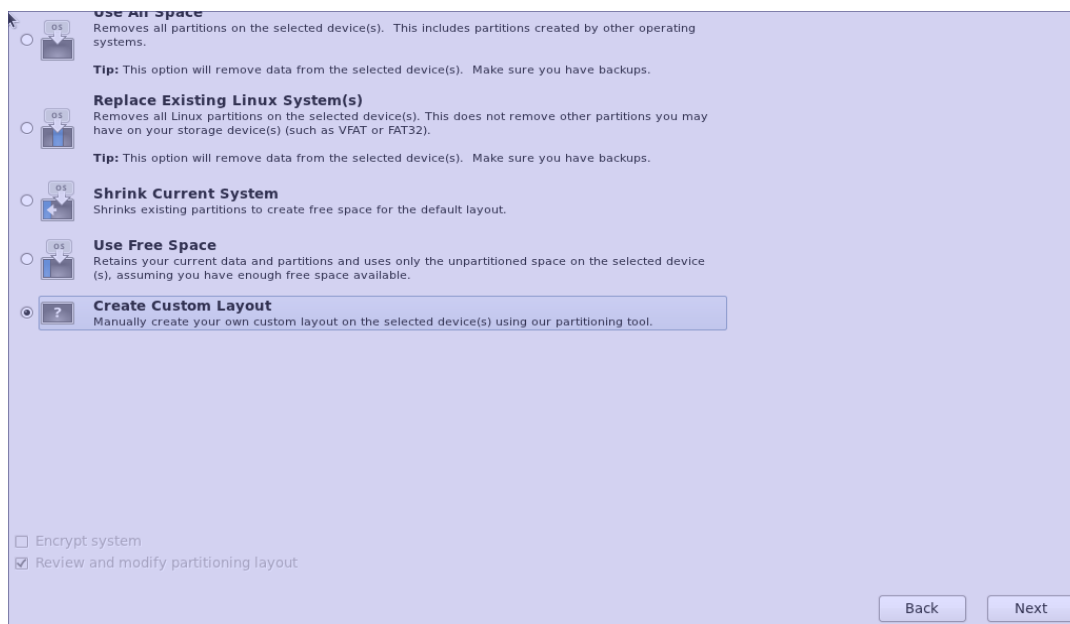 Use All Space
OS
Removes all partitions on the selected device(s).  This includes partitions created by other operating
systems.
Tip: This option will remove data from the selected device(s).  Make sure you have backups.
Replace Existing Linux System(s)
OS
Removes all Linux partitions on the selected device(s). This does not remove other partitions you may
have on your storage device(s) (such as VFAT or FAT32).
Tip: This option will remove data from the selected device(s).  Make sure you have backups.
OS
Shrink Current System
Shrinks existing partitions to create free space for the default layout.
OS
Use Free Space
Retains your current data and partitions and uses only the unpartitioned space on the selected device
(s), assuming you have enough free space available.
?
Create Custom Layout
Manually create your own custom layout on the selected device(s) using our partitioning tool.
Encrypt system
Review and modify partitioning layout
Back
Next